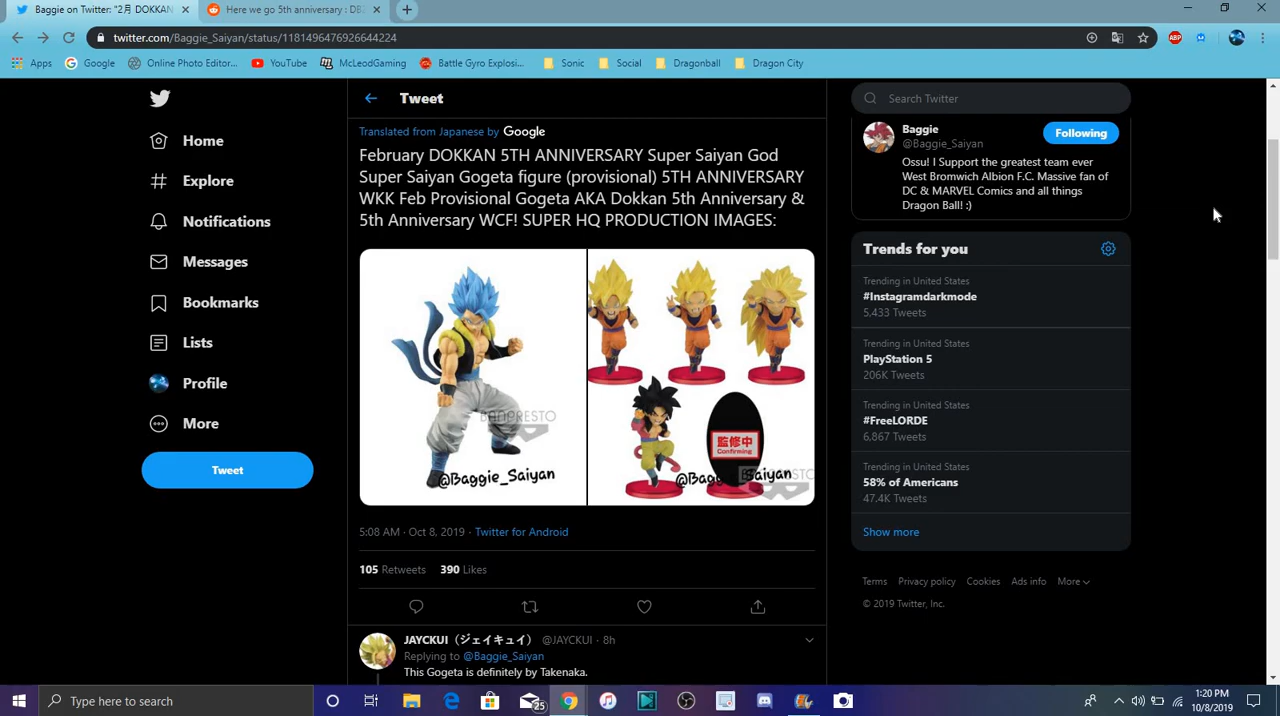 Baggie on Twitter: "2月 DOKKAN
Here we go 5th anniversary : DB
twitter.com/Baggie_Saiyan/status/1181496476926644224
ABP
Apps
Google
Online Photo Editor...
YouTube
McLeodGaming
Battle Gyro Explosi...
Sonic
Social
Dragonball
Dragon City
Home
Explore
Notifications
Messages
Bookmarks
Lists
Profile
More
Tweet
Tweet
Translated from Japanese by Google
February DOKKAN 5TH ANNIVERSARY Super Saiyan God
Super Saiyan Gogeta figure (provisional) 5TH ANNIVERSARY
WKK Feb Provisional Gogeta AKA Dokkan 5th Anniversary &
5th Anniversary WCF! SUPER HQ PRODUCTION IMAGES:
BANPRESTO
@Baggie_Saiyan
監修中
Confirming
5:08 AM · Oct 8, 2019 · Twitter for Android
105 Retweets 390 Likes
JAYCKUI（ジェイキュイ） @JAYCKUI · 8h
Replying to @Baggie_Saiyan
This Gogeta is definitely by Takenaka.
Search Twitter
Baggie
@Baggie_Saiyan
Following
Ossu! I Support the greatest team ever
West Bromwich Albion F.C. Massive fan of
DC & MARVEL Comics and all things
Dragon Ball! :)
Trends for you
Trending in United States
#Instagramdarkmode
5,433 Tweets
Trending in United States
PlayStation 5
206K Tweets
Trending in United States
#FreeLORDE
6,867 Tweets
Trending in United States
58% of Americans
47.4K Tweets
Show more
Terms Privacy policy Cookies Ads info More
© 2019 Twitter, Inc.
Type here to search
25
1:20 PM
10/8/2019